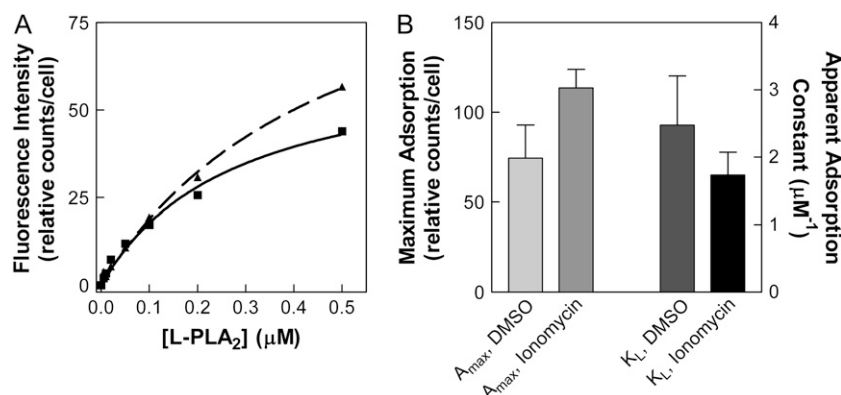 A
Fluorescence Intensity
(relative counts/cell)
75
50
25
0
0.0
0.1
0.2
0.3
0.4
0.5
[L-PLA₂] (μM)
B
Maximum Adsorption
(relative counts/cell)
150
100
50
0
4
3
2
1
0
Apparent Adsorption
Constant (μM⁻¹)
Aₘₐₓ, DMSO
Aₘₐₓ, Ionomycin
K_L, DMSO
K_L, Ionomycin